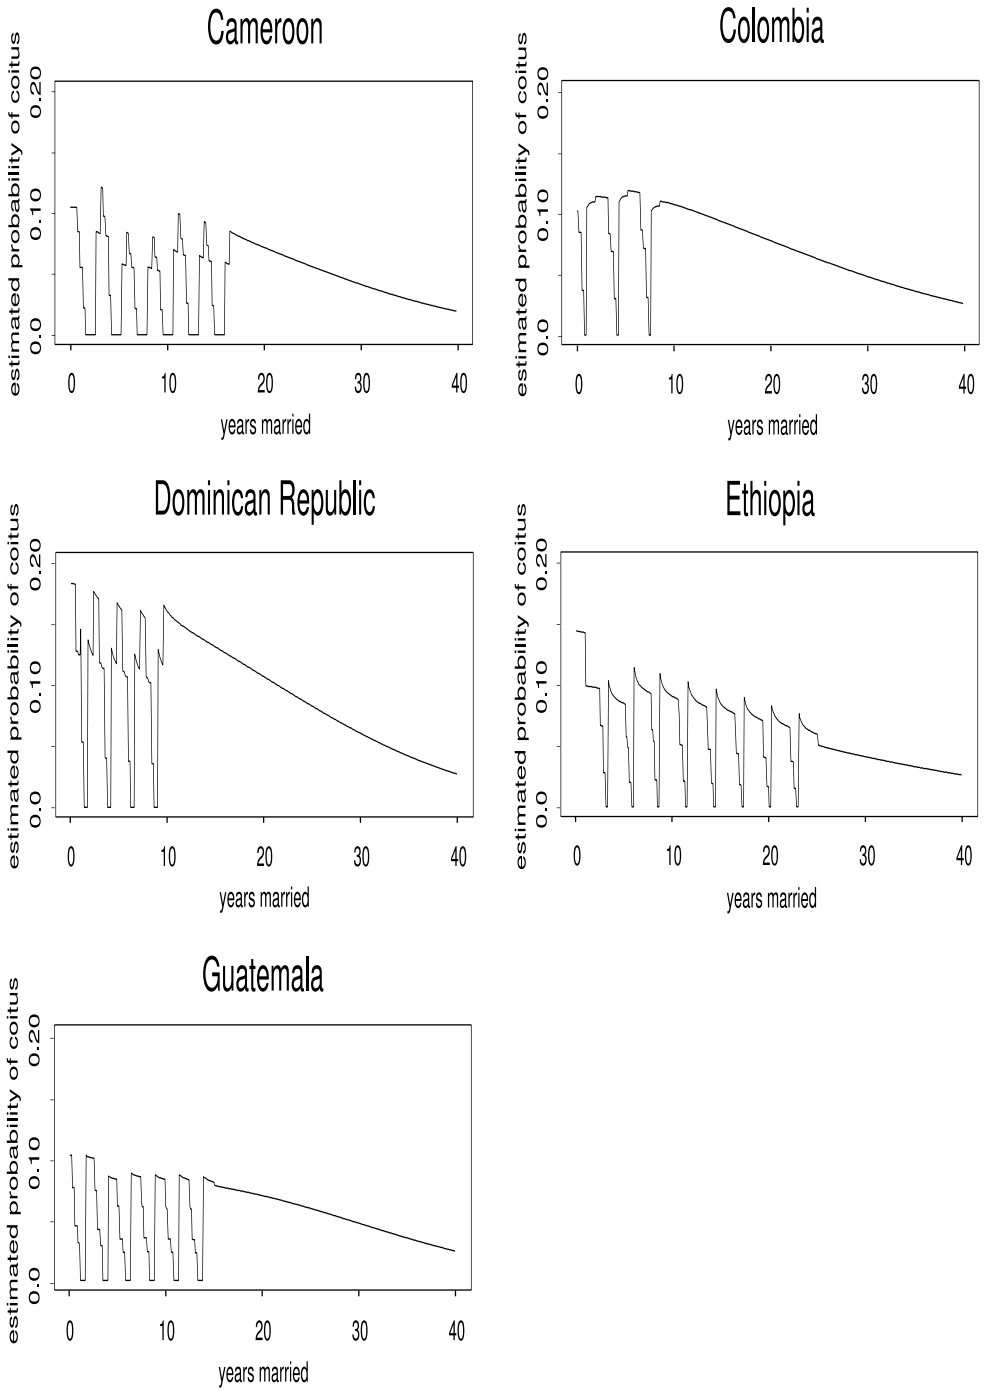 Cameroon
estimated probability of coitus
0.0 0.10 0.20
0 10 20 30 40
years married
Colombia
estimated probability of coitus
0.0 0.10 0.20
0 10 20 30 40
years married
Dominican Republic
estimated probability of coitus
0.0 0.10 0.20
0 10 20 30 40
years married
Ethiopia
estimated probability of coitus
0.0 0.10 0.20
0 10 20 30 40
years married
Guatemala
estimated probability of coitus
0.0 0.10 0.20
0 10 20 30 40
years married